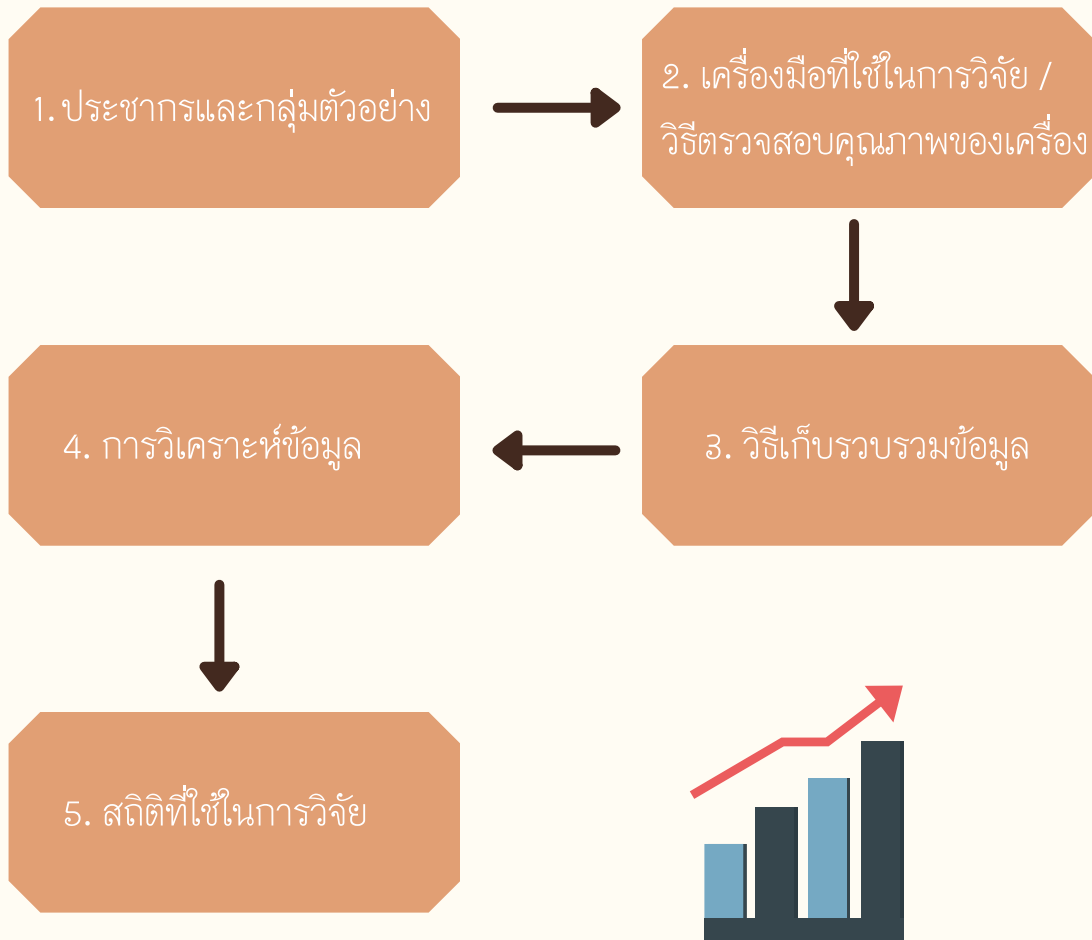 1. ประชากรและกลุ่มตัวอย่าง
2. เครื่องมือที่ใช้ในการวิจัย /
วิธีตรวจสอบคุณภาพของเครื่อง
3. วิธีเก็บรวบรวมข้อมูล
4. การวิเคราะห์ข้อมูล
5. สถิติที่ใช้ในการวิจัย